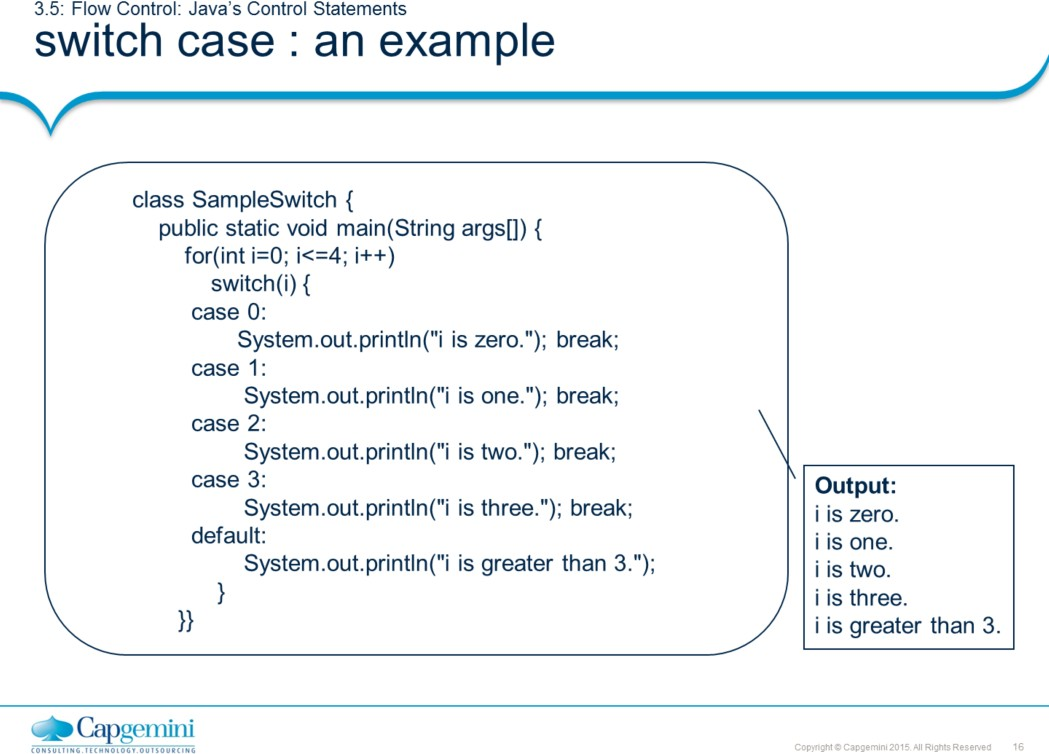 3.5: Flow Control: Java's Control Statements
switch case : an example
class SampleSwitch {
public static void main(String args[]) {
for(int i=0; i<=4; i++)
switch(i) {
case 0:
System.out.println("i is zero."); break;
case 1:
System.out.println("i is one."); break;
case 2:
System.out.println("i is two."); break;
case 3:
System.out.println("i is three."); break;
default:
System.out.println("i is greater than 3.");
}
}}
Output:
i is zero.
i is one.
i is two.
i is three.
i is greater than 3.
Capgemini
CONSULTING.TECHNOLOGY.OUTSOURCING
Copyright © Capgemini 2015. All Rights Reserved 16